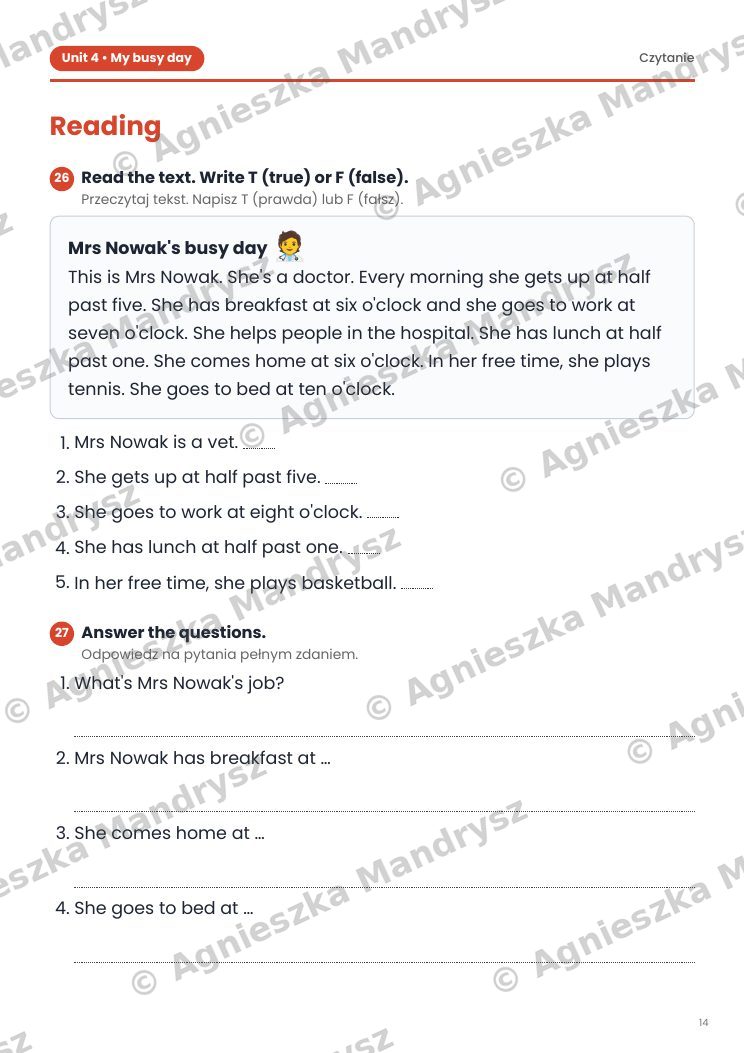 Unit 4 • My busy day
Czytanie
Reading
26 Read the text. Write T (true) or F (false).
Przeczytaj tekst. Napisz T (prawda) lub F (fałsz).
Mrs Nowak's busy day
This is Mrs Nowak. She's a doctor. Every morning she gets up at half
past five. She has breakfast at six o'clock and she goes to work at
seven o'clock. She helps people in the hospital. She has lunch at half
past one. She comes home at six o'clock. In her free time, she plays
tennis. She goes to bed at ten o'clock.
1. Mrs Nowak is a vet. ........
2. She gets up at half past five. ........
3. She goes to work at eight o'clock. ........
4. She has lunch at half past one. ........
5. In her free time, she plays basketball. ........
27 Answer the questions.
Odpowiedz na pytania pełnym zdaniem.
1. What's Mrs Nowak's job?
2. Mrs Nowak has breakfast at ...
3. She comes home at ...
4. She goes to bed at ...
14
© Agnieszka Mandrysz